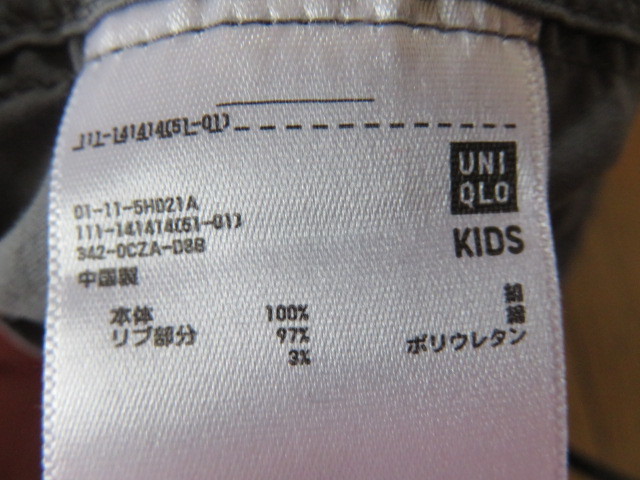 111-141414(51-01)
UNI
QLO
KIDS
01-11-5H021A
111-141414(51-01)
342-0CZA-D8B
中国製
本体 100% 綿
リブ部分 97% 綿
3% ポリウレタン